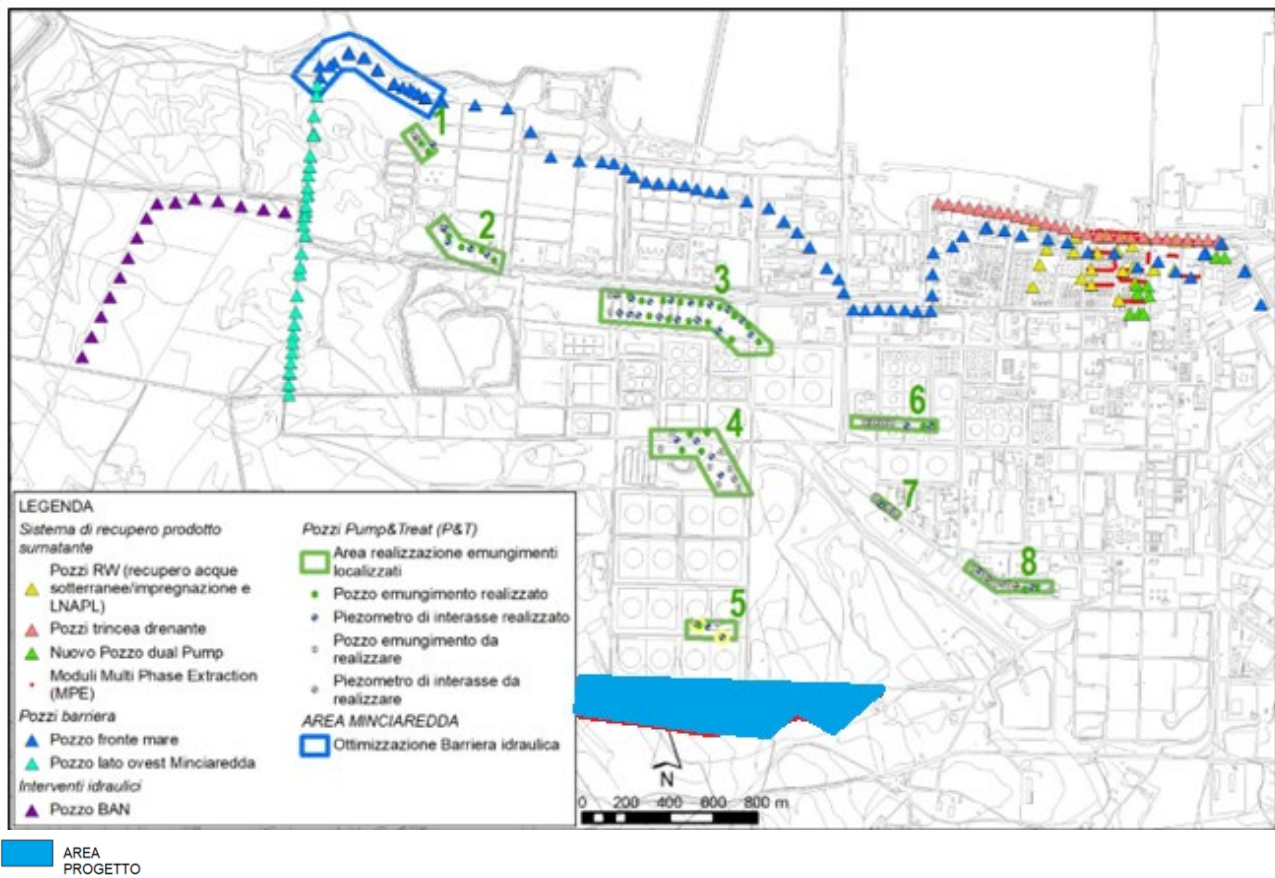 1
2
3
4
5
6
7
8
LEGENDA
Sistema di recupero prodotto
surnatante
Pozzi RW (recupero acque
sotterranee/impregnazione e
LNAPL)
Pozzi trincea drenante
Nuovo Pozzo dual Pump
Moduli Multi Phase Extraction
(MPE)
Pozzi barriera
Pozzo fronte mare
Pozzo lato ovest Minciaredda
Interventi idraulici
Pozzo BAN
Pozzi Pump&Treat (P&T)
Area realizzazione emungimenti
localizzati
Pozzo emungimento realizzato
Piezometro di interasse realizzato
Pozzo emungimento da
realizzare
Piezometro di interasse da
realizzare
AREA MINCIAREDDA
Ottimizzazione Barriera idraulica
N
0 200 400 600 800 m
AREA
PROGETTO